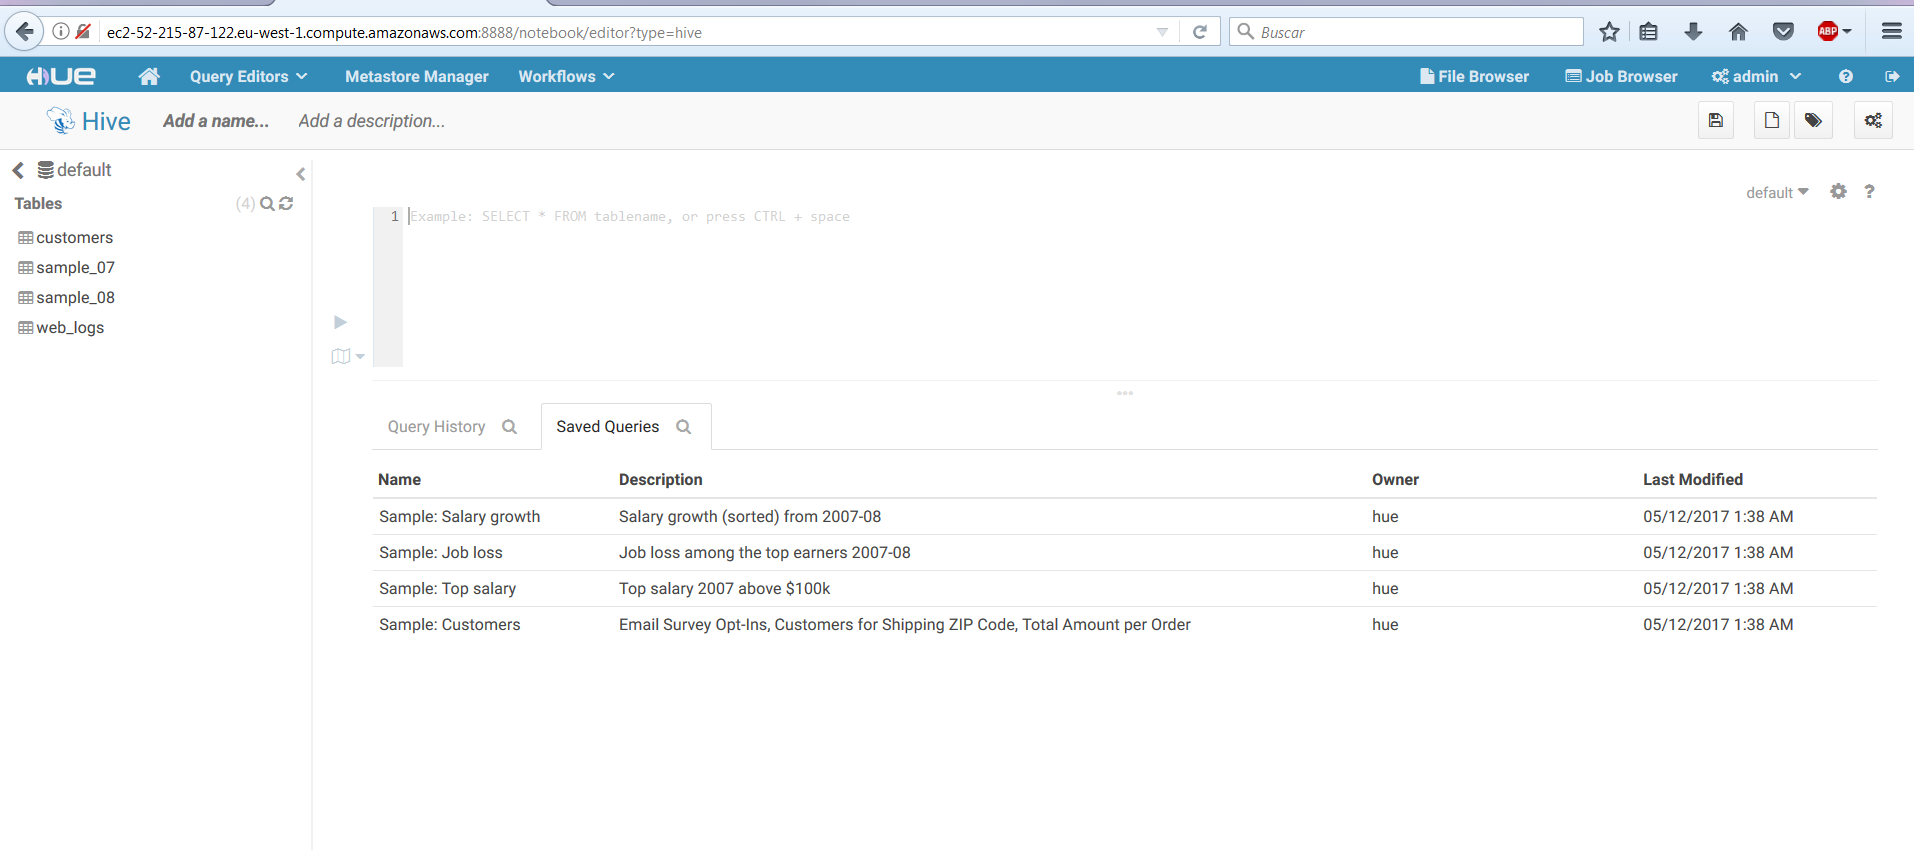 ec2-52-215-87-122.eu-west-1.compute.amazonaws.com:8888/notebook/editor?type=hive
Buscar
ABP
HUE
Query Editors
Metastore Manager
Workflows
File Browser
Job Browser
admin
Hive
Add a name...
Add a description...
default
Tables
(4)
customers
sample_07
sample_08
web_logs
default
?
1
Example: SELECT * FROM tablename, or press CTRL + space
Query History
Saved Queries
Name Description Owner Last Modified
Sample: Salary growth Salary growth (sorted) from 2007-08 hue 05/12/2017 1:38 AM
Sample: Job loss Job loss among the top earners 2007-08 hue 05/12/2017 1:38 AM
Sample: Top salary Top salary 2007 above $100k hue 05/12/2017 1:38 AM
Sample: Customers Email Survey Opt-Ins, Customers for Shipping ZIP Code, Total Amount per Order hue 05/12/2017 1:38 AM